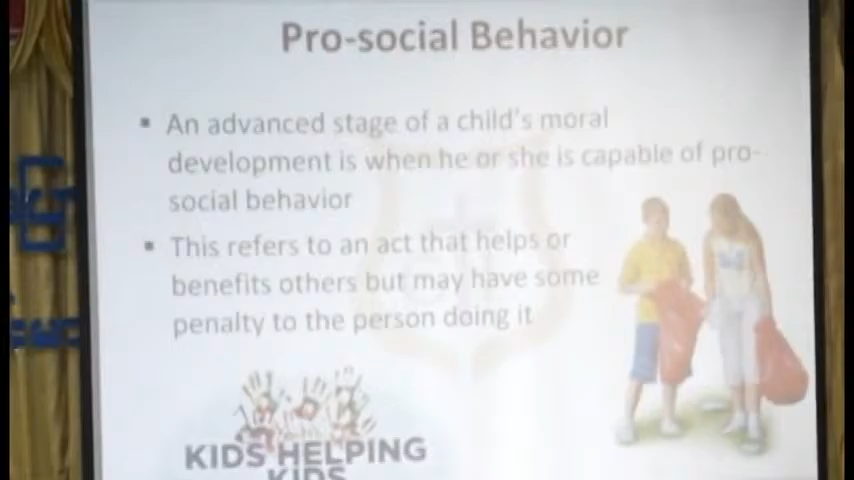 Pro-social Behavior
▪ An advanced stage of a child's moral
development is when he or she is capable of pro-
social behavior
▪ This refers to an act that helps or
benefits others but may have some
penalty to the person doing it
KIDS HELPING
KIDS